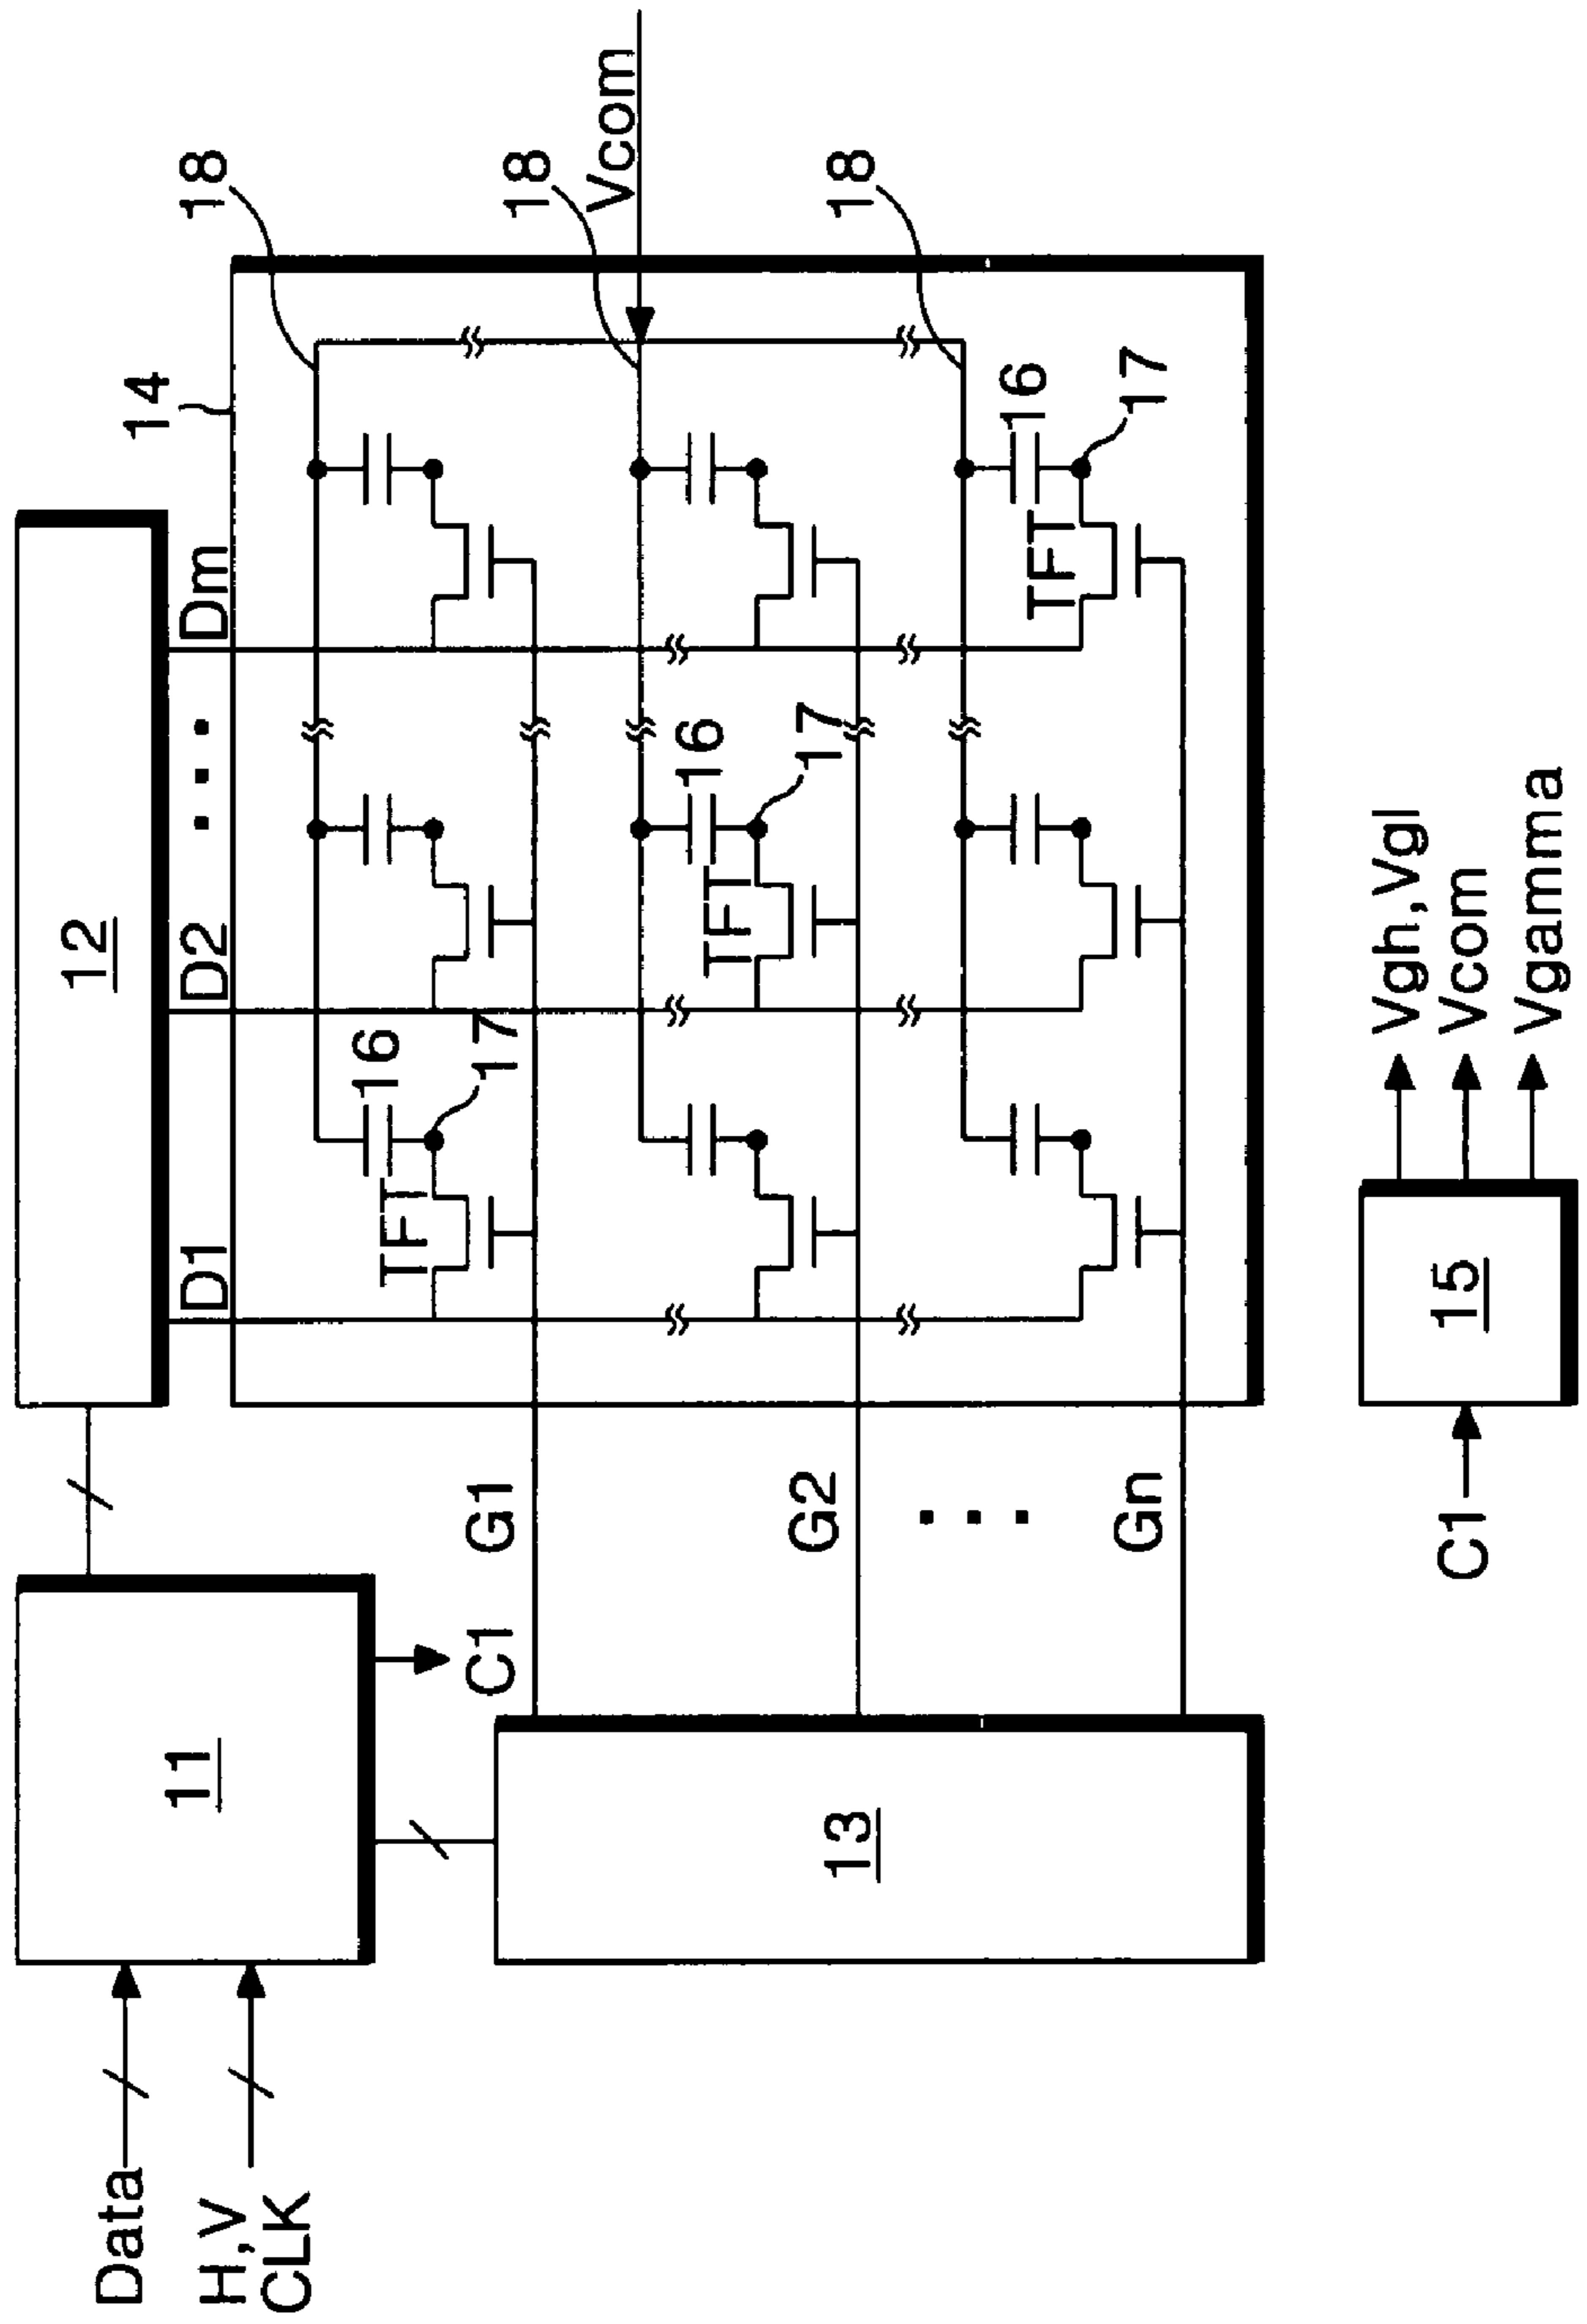 Data
H,V
CLK
11
C1
12
D1
D2
...
Dm
14
18
18
Vcom
18
13
G1
G2
...
Gn
TFT
16
17
TFT
16
17
TFT
16
17
C1
15
Vgh,Vgl
Vcom
Vgamma